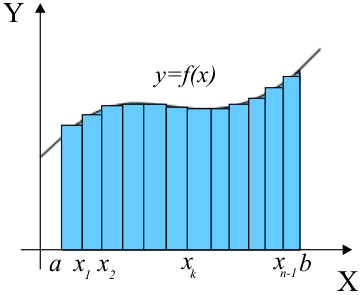 Y
y=f(x)
a x₁ x₂ xₖ xₙ₋₁ b
X